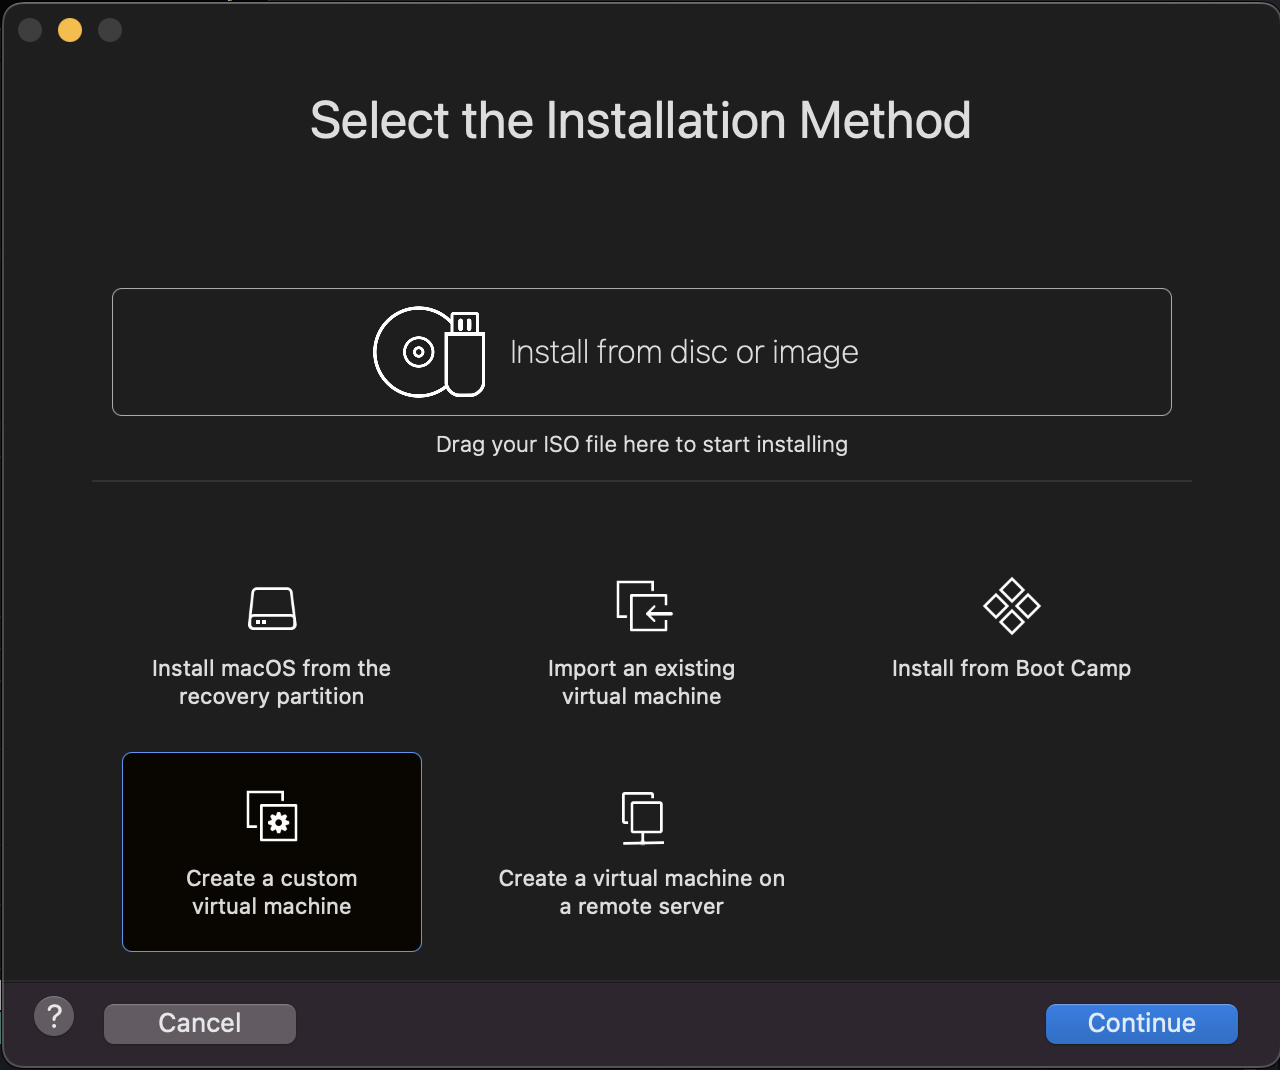 Select the Installation Method
Install from disc or image
Drag your ISO file here to start installing
Install macOS from the
recovery partition
Import an existing
virtual machine
Install from Boot Camp
Create a custom
virtual machine
Create a virtual machine on
a remote server
?
Cancel
Continue